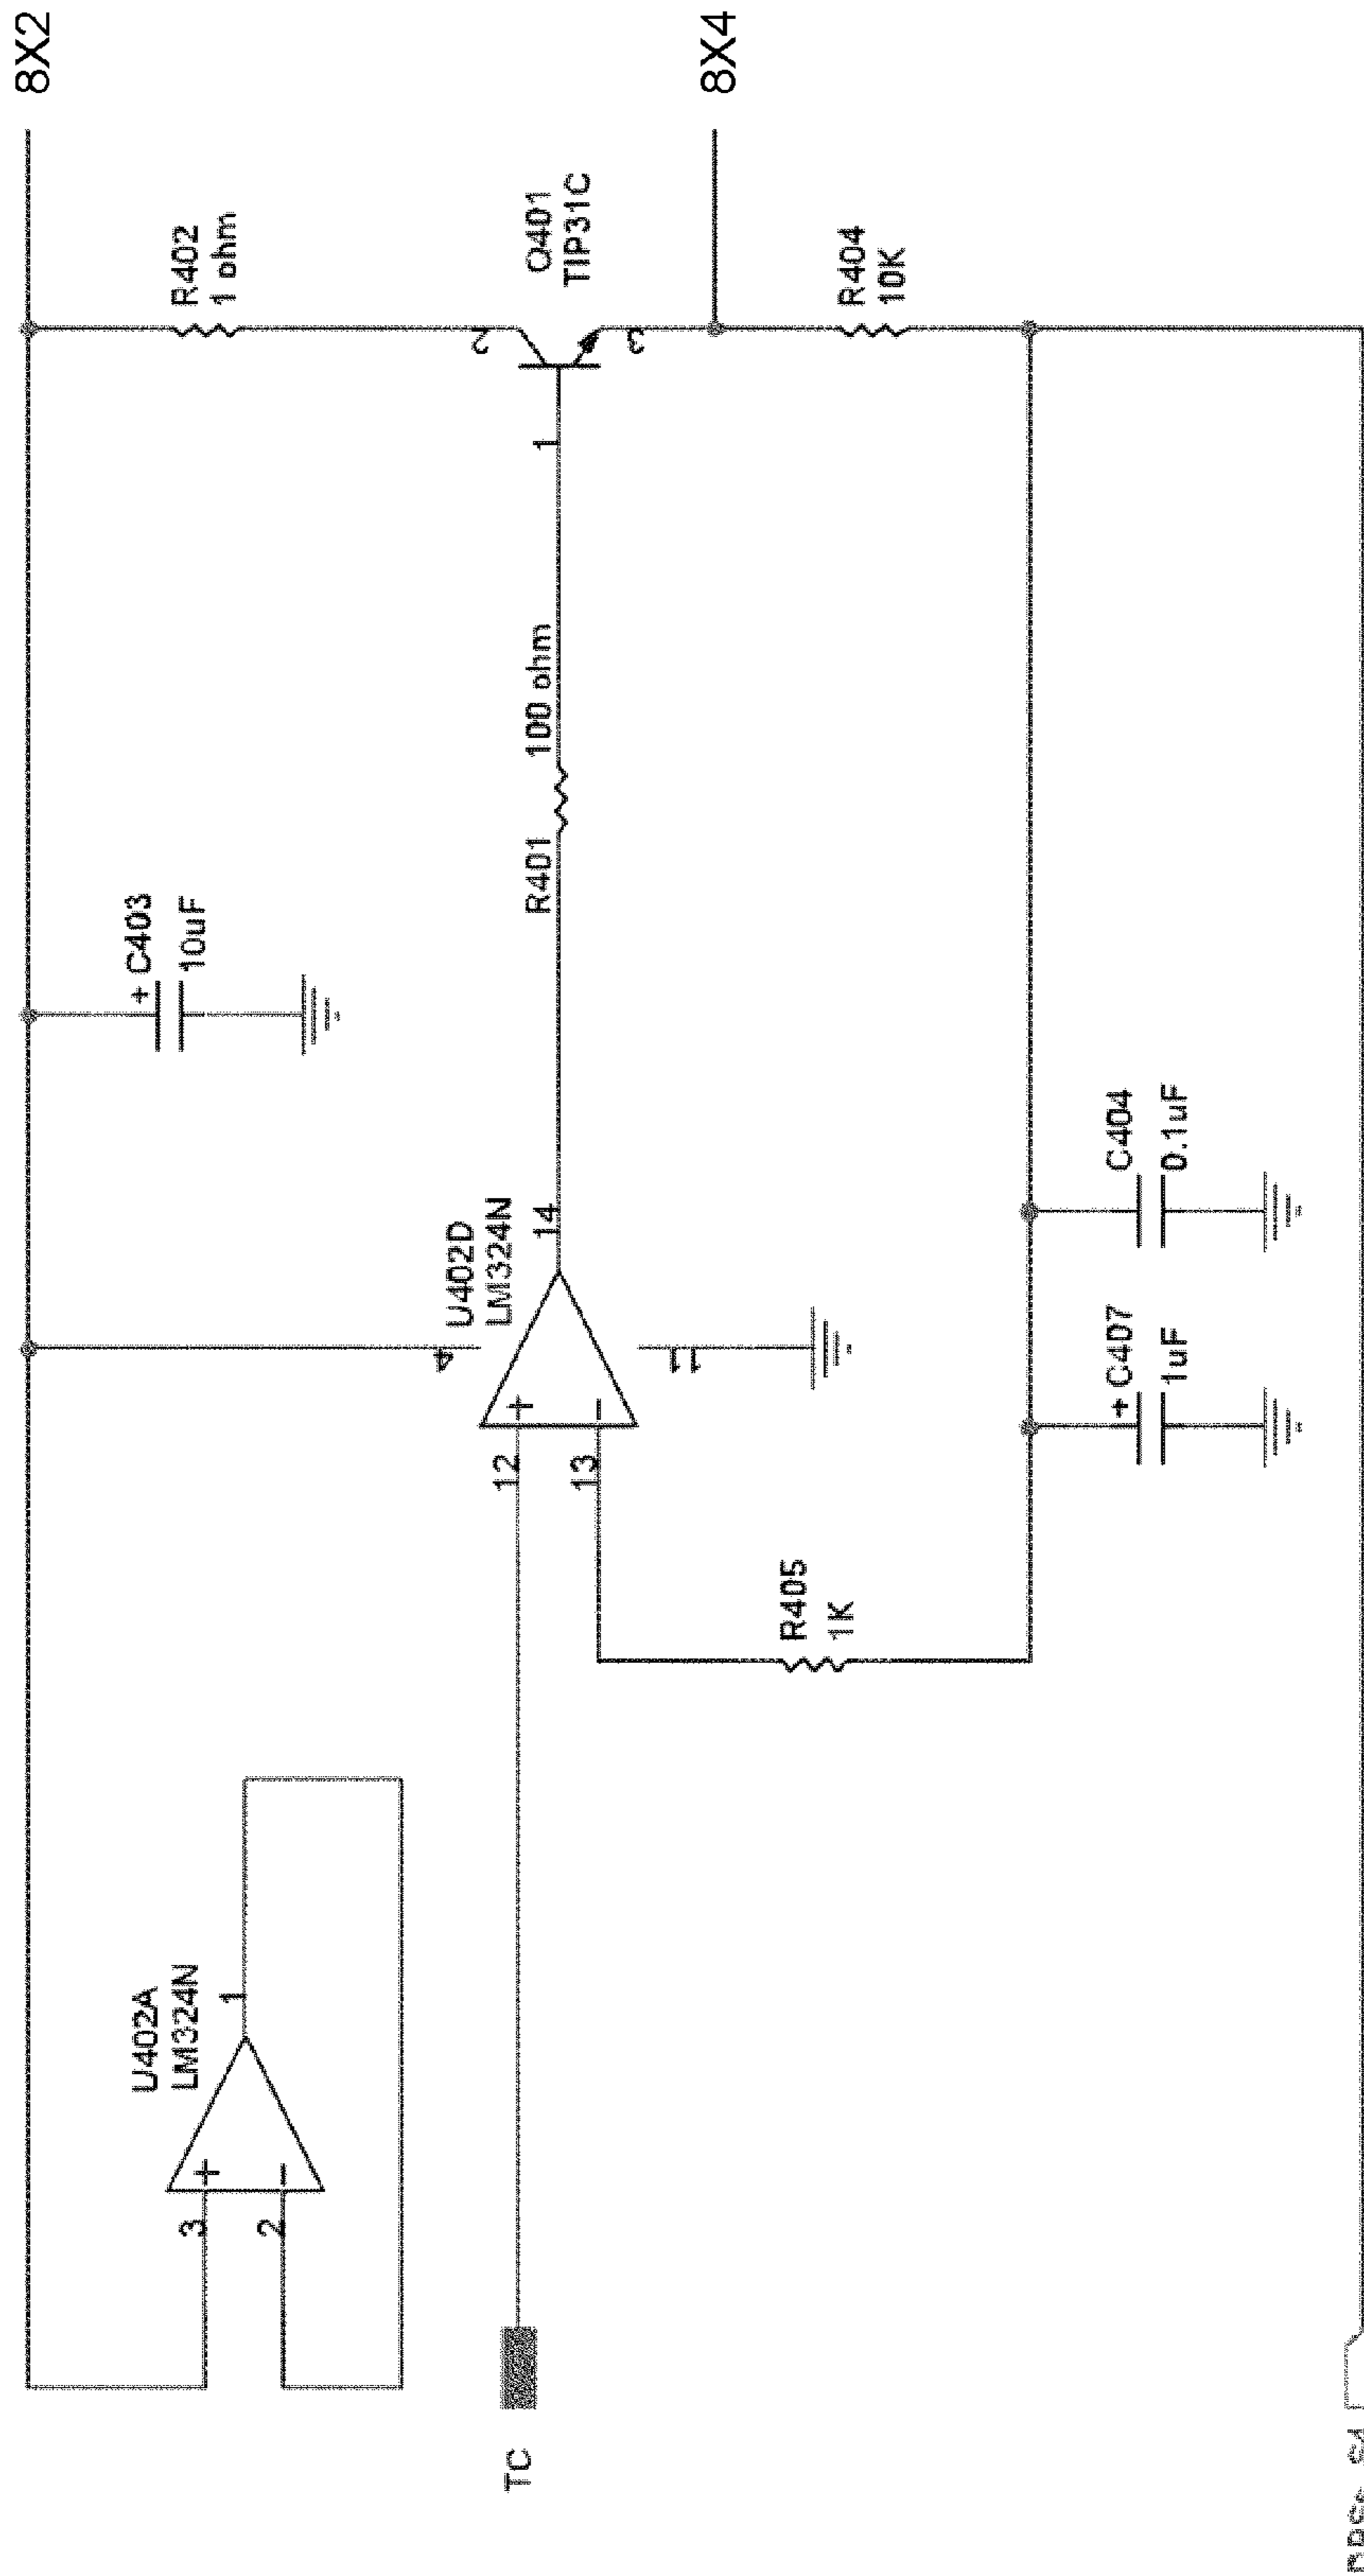 8X2
R402
1 ohm
+ C403
10uF
U402A
LM324N
3
2
1
2
Q401
TIP31C
3
1
R401 100 ohm
U402D
LM324N
4
14
12
13
11
TC
8X4
R404
10K
R405
1K
C404
0.1uF
+ C407
1uF